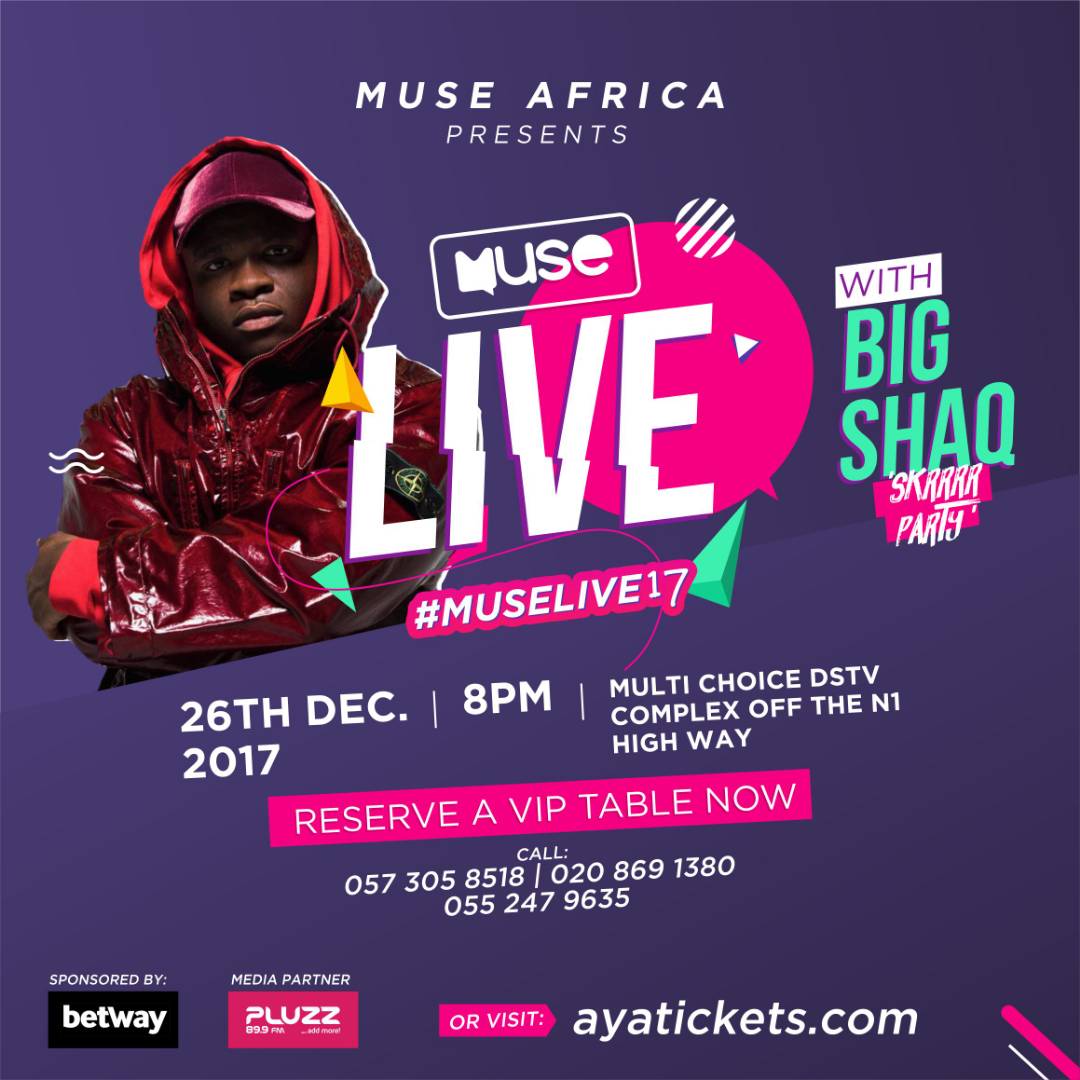 MUSE AFRICA
PRESENTS
muse
LIVE
#MUSELIVE17
WITH
BIG
SHAQ
'SKRRRR
PARTY'
26TH DEC.
2017
8PM
MULTI CHOICE DSTV
COMPLEX OFF THE N1
HIGH WAY
RESERVE A VIP TABLE NOW
CALL:
057 305 8518 | 020 869 1380
055 247 9635
SPONSORED BY:
betway
MEDIA PARTNER
PLUZZ
89.9 FM ...add more!
OR VISIT: ayatickets.com